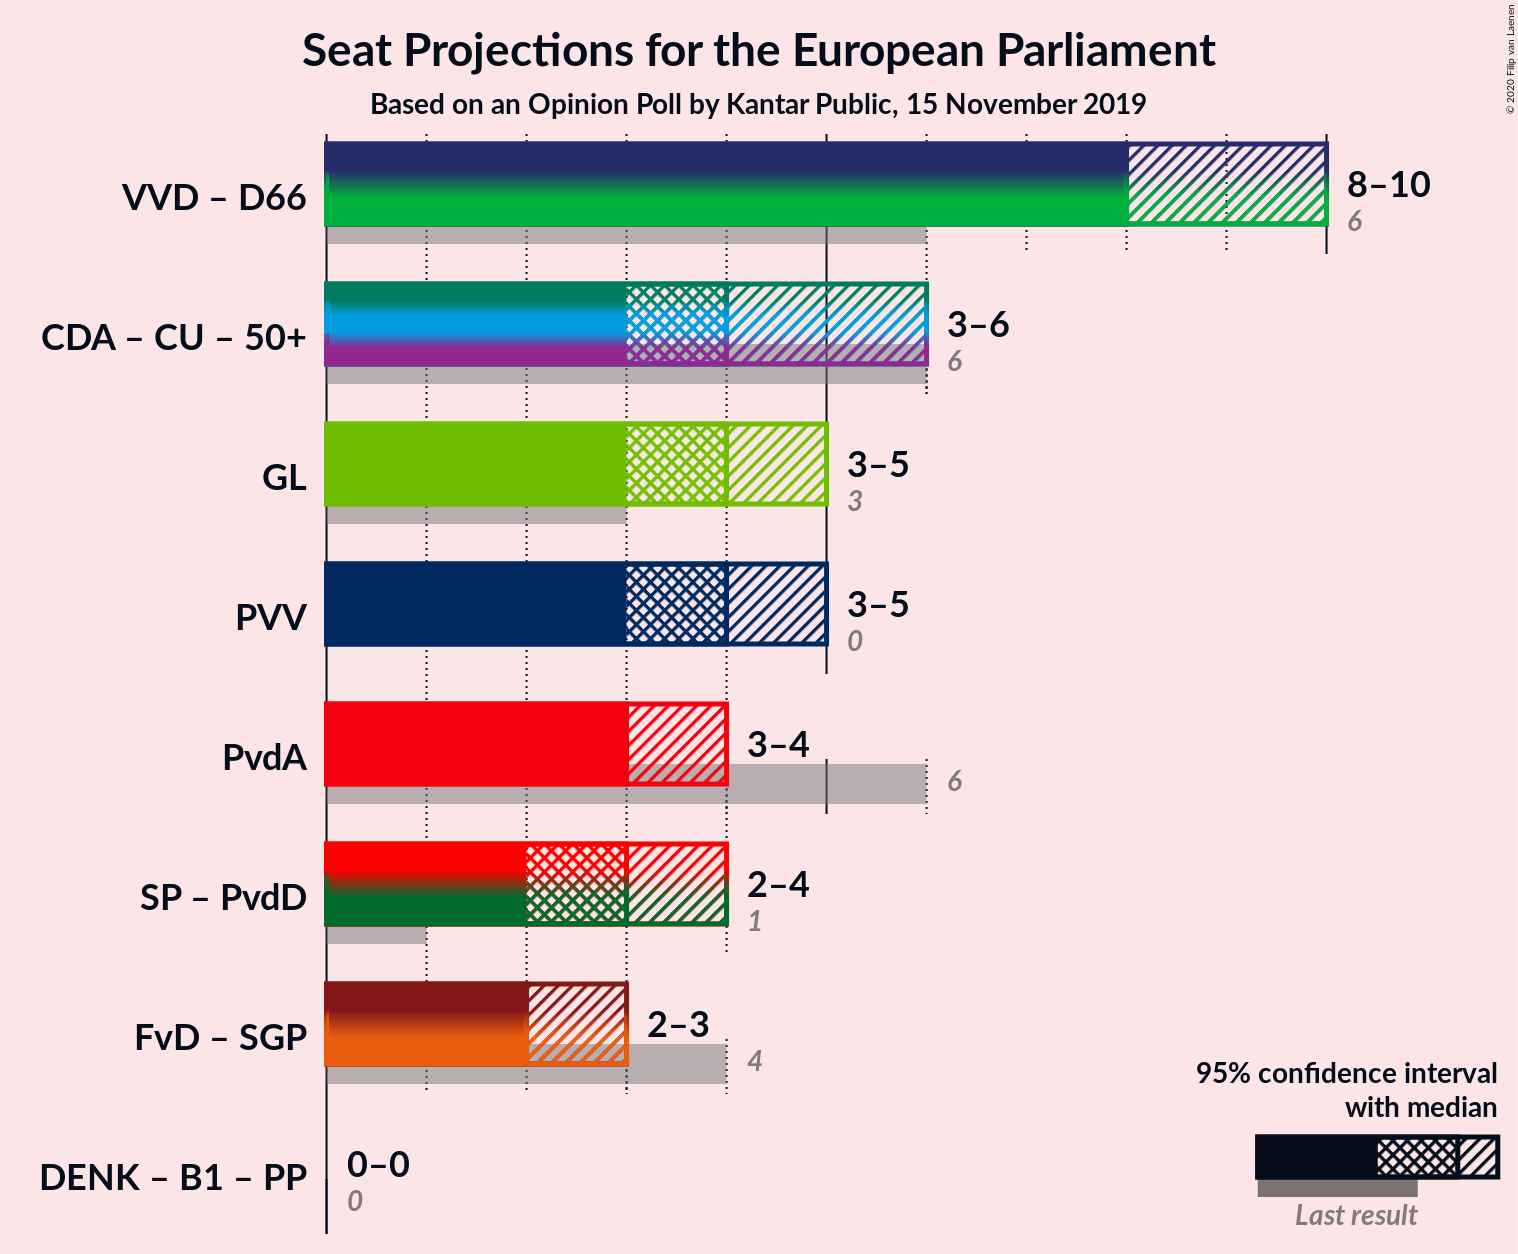 Seat Projections for the European Parliament
Based on an Opinion Poll by Kantar Public, 15 November 2019
© 2020 Filip van Laenen
VVD – D66
8–10
6
CDA – CU – 50+
3–6
6
GL
3–5
3
PVV
3–5
0
PvdA
3–4
6
SP – PvdD
2–4
1
FvD – SGP
2–3
4
DENK – B1 – PP
0–0
0
95% confidence interval
with median
Last result